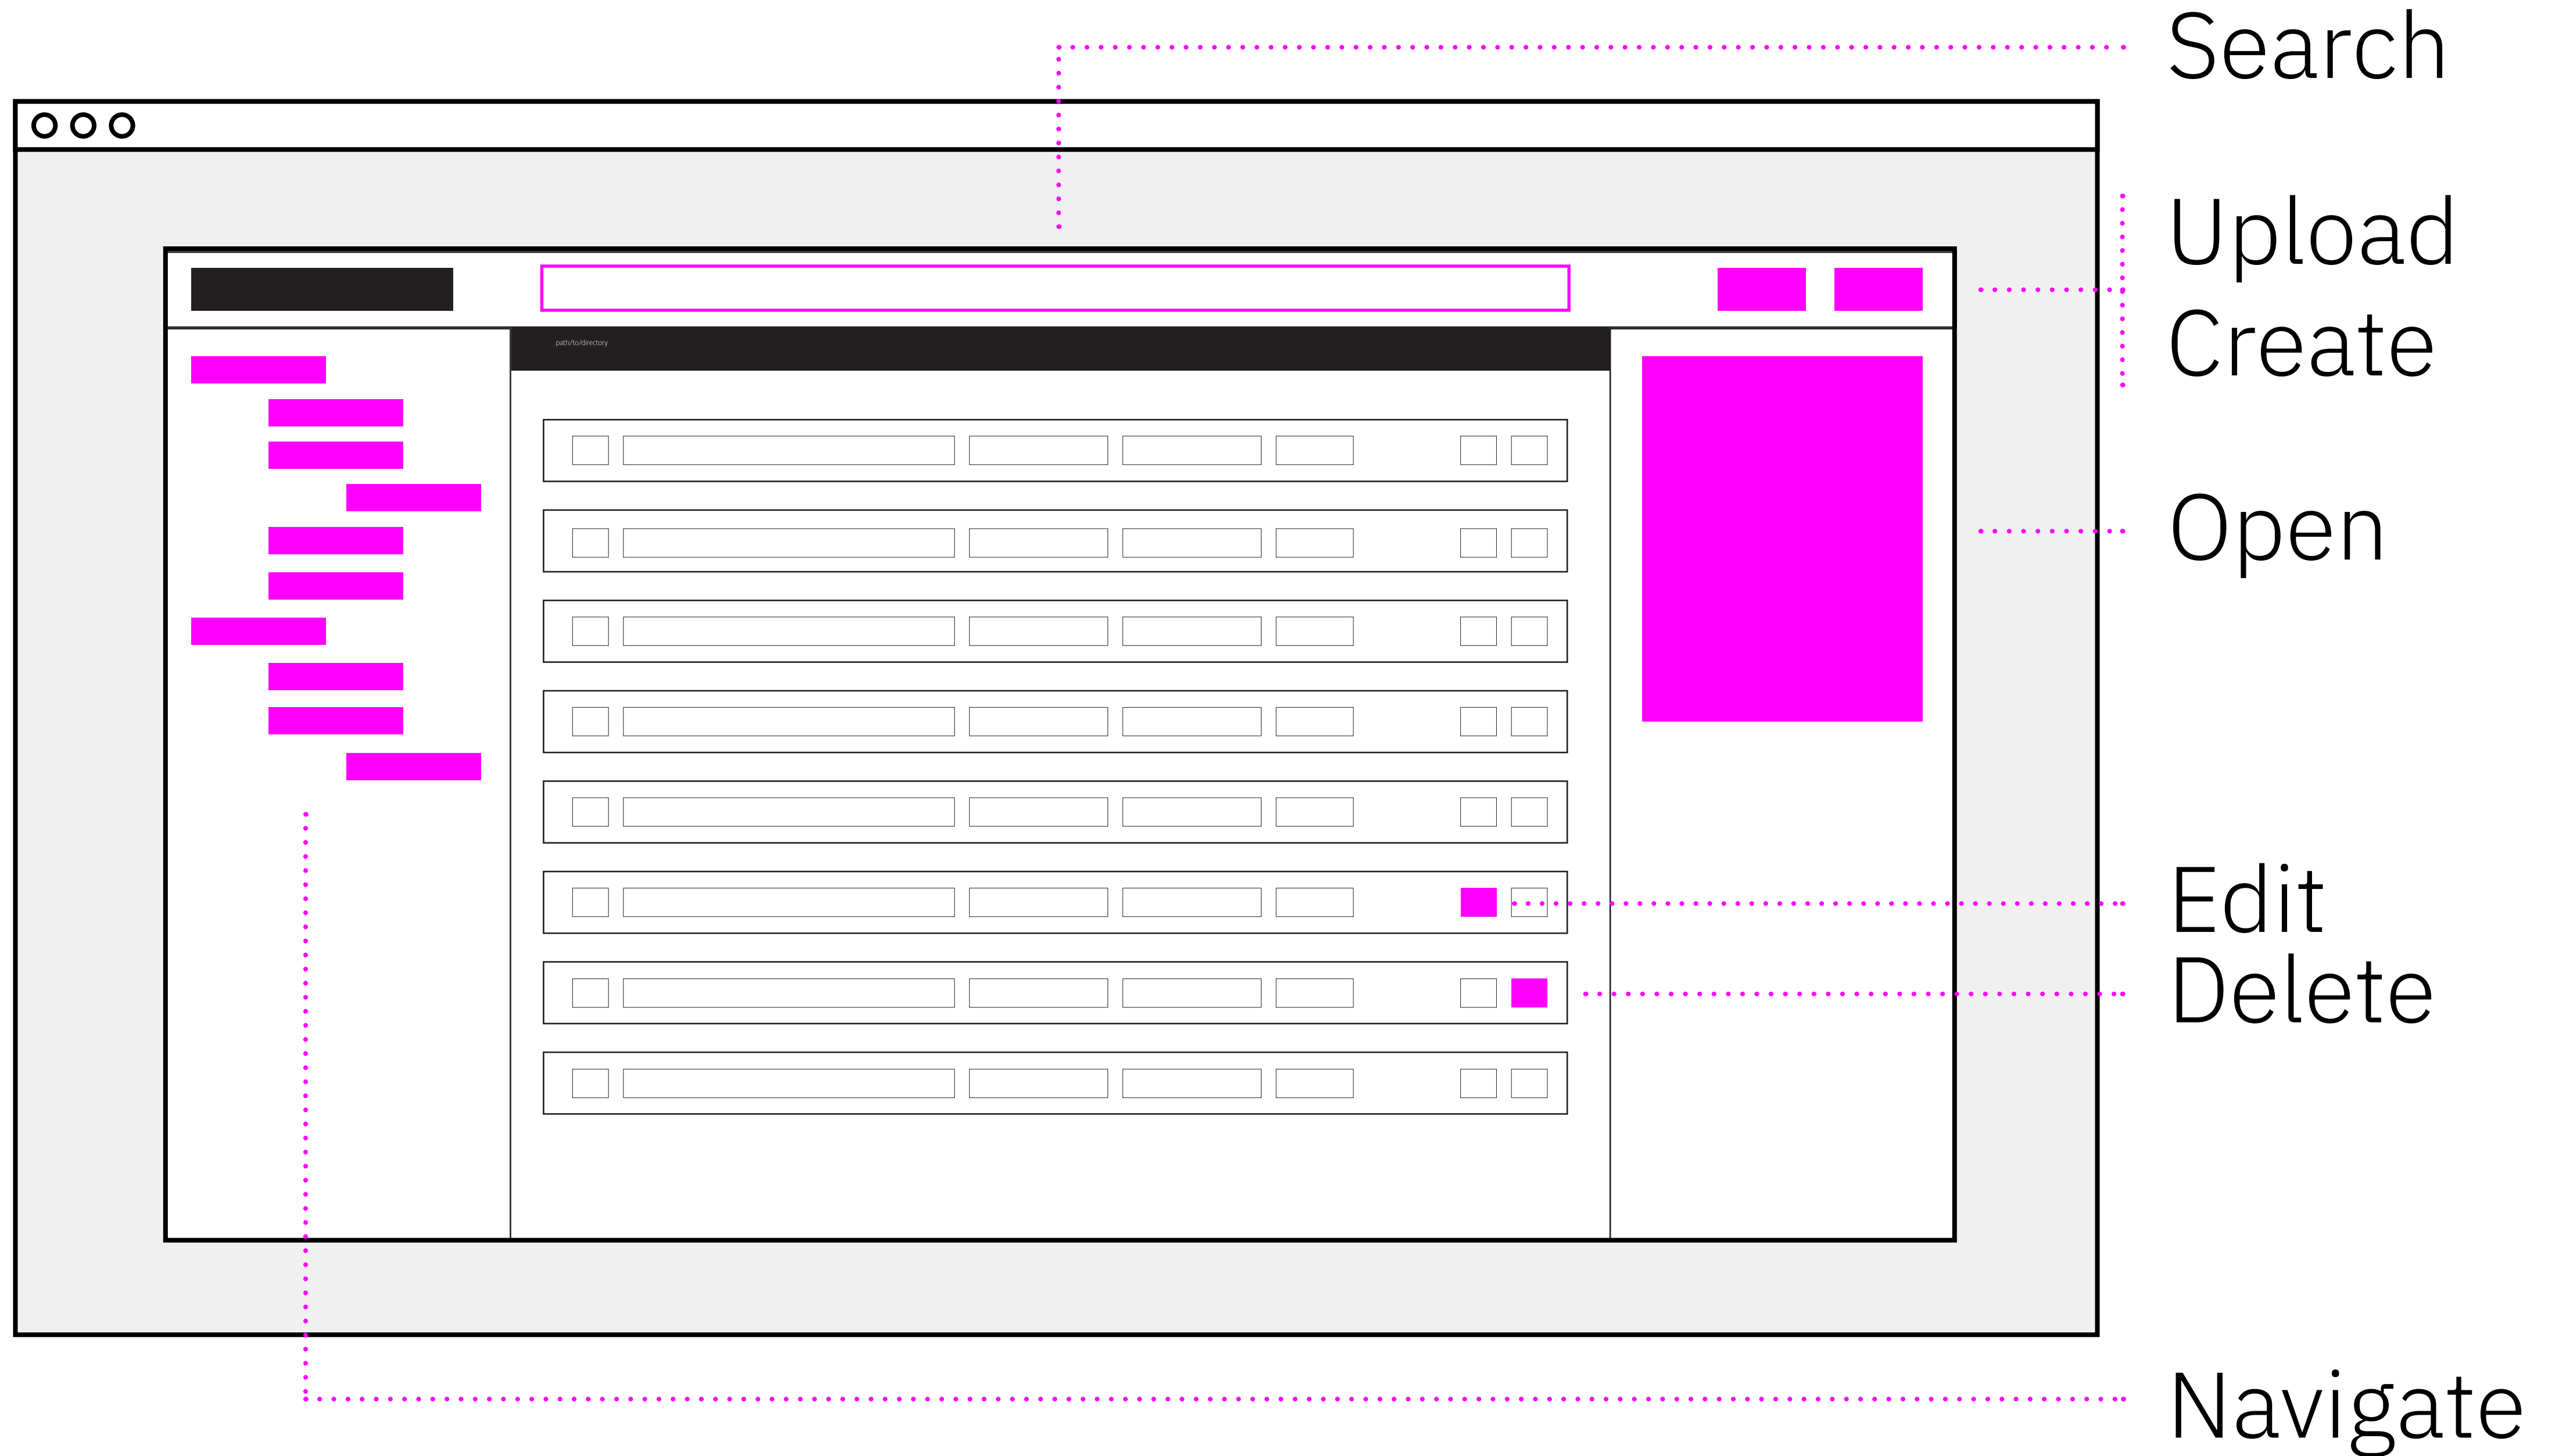 Search
Upload
Create
path/to/directory
Open
Edit
Delete
Navigate